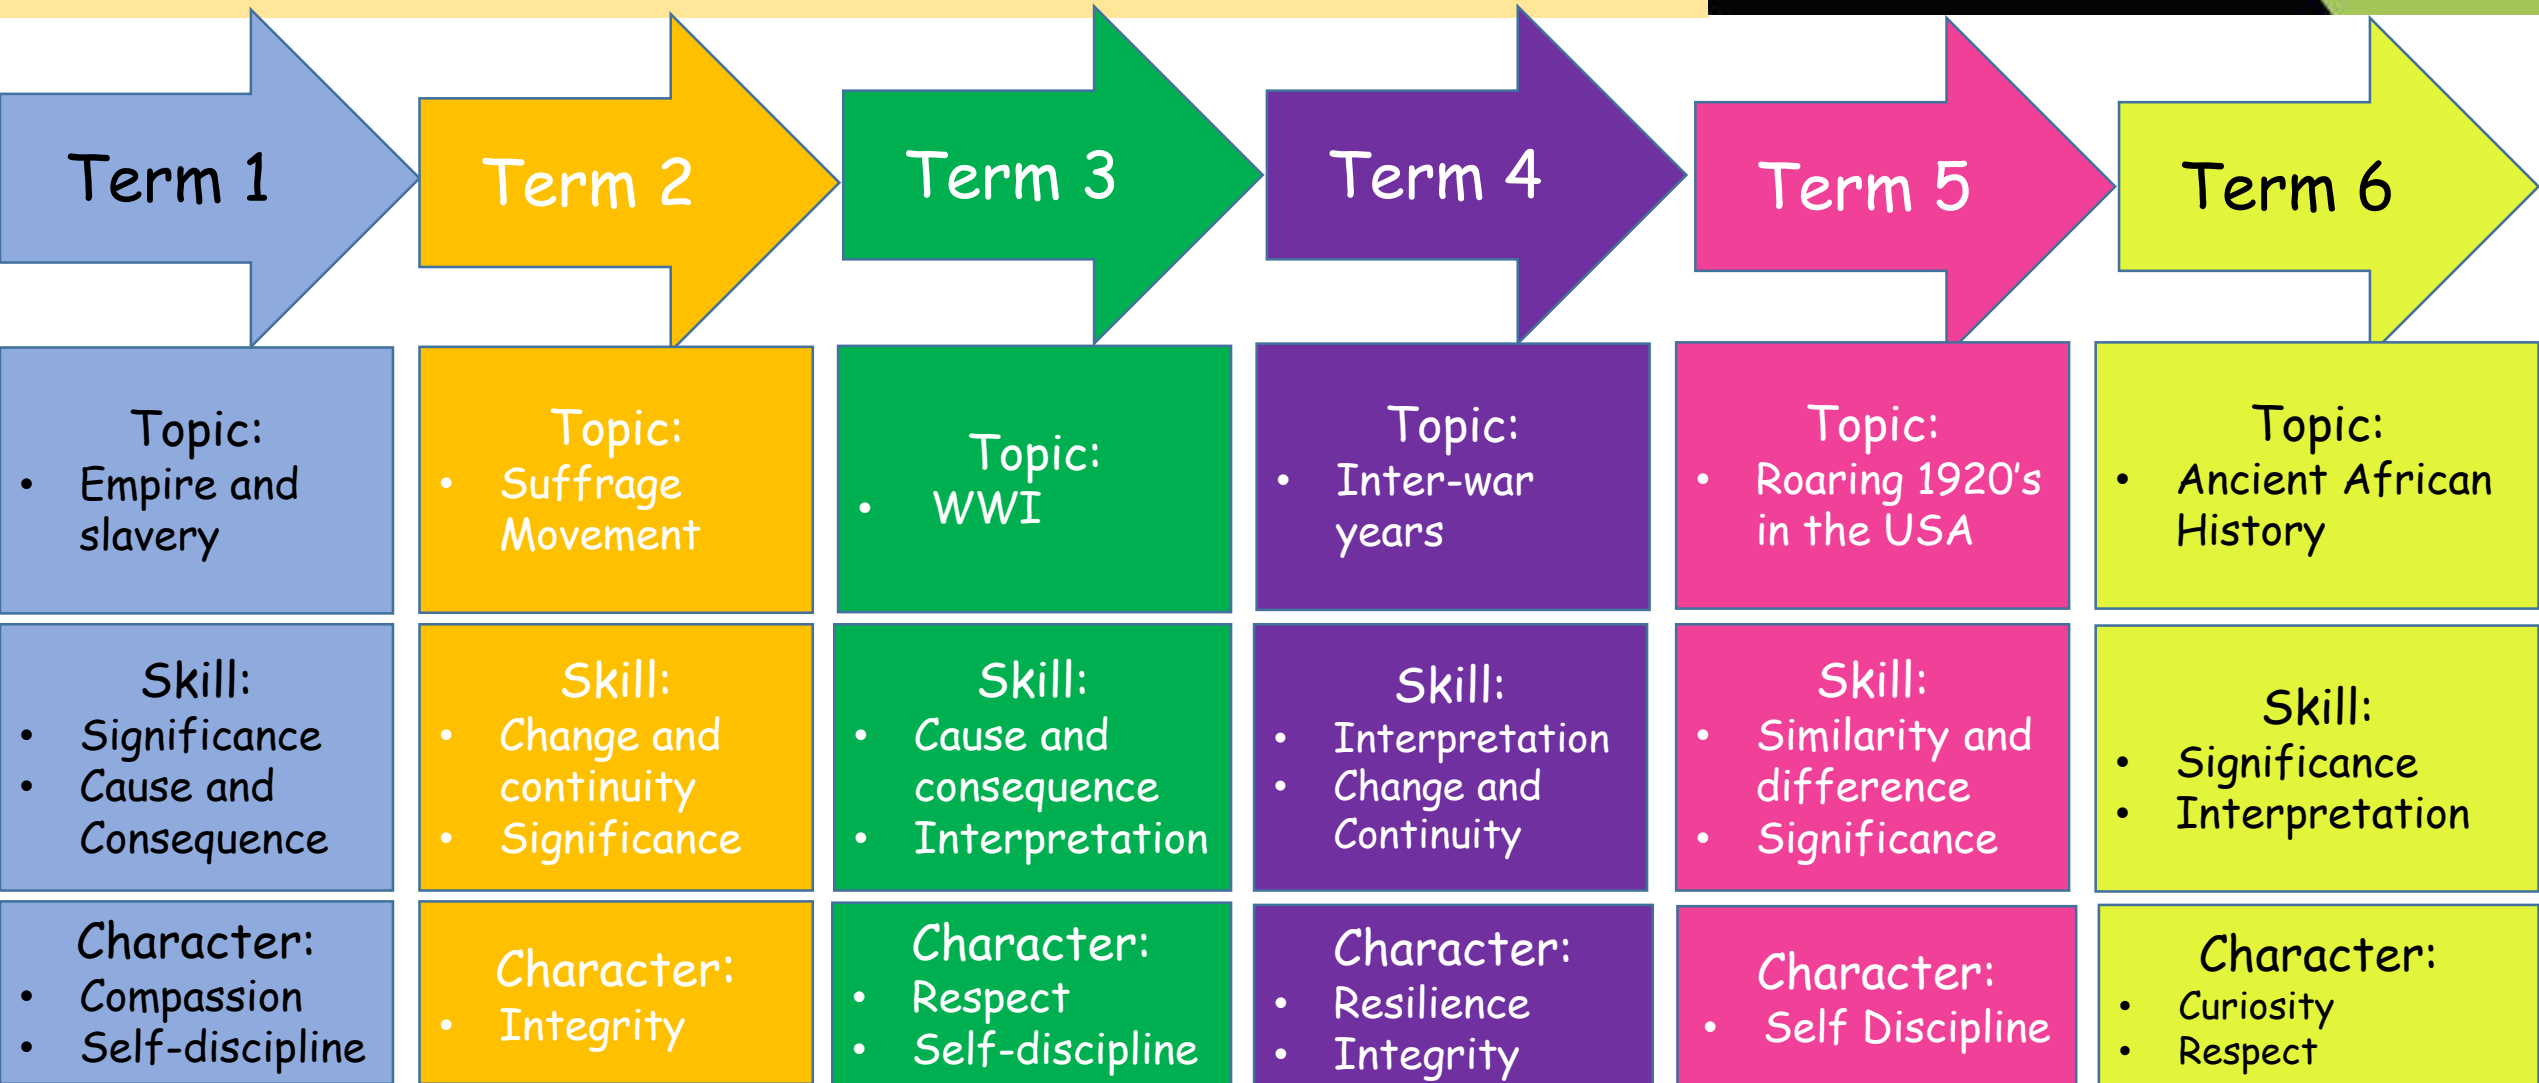 Term 1
Term 2
Term 3
Term 4
Term 5
Term 6
Topic:
• Empire and
slavery
Topic:
• Suffrage
Movement
Topic:
• WWI
Topic:
• Inter-war
years
Topic:
• Roaring 1920's
in the USA
Topic:
• Ancient African
History
Skill:
• Significance
• Cause and
Consequence
Skill:
• Change and
continuity
• Significance
Skill:
• Cause and
consequence
• Interpretation
Skill:
• Interpretation
• Change and
Continuity
Skill:
• Similarity and
difference
• Significance
Skill:
• Significance
• Interpretation
Character:
• Compassion
• Self-discipline
Character:
• Integrity
Character:
• Respect
• Self-discipline
Character:
• Resilience
• Integrity
Character:
• Self Discipline
Character:
• Curiosity
• Respect